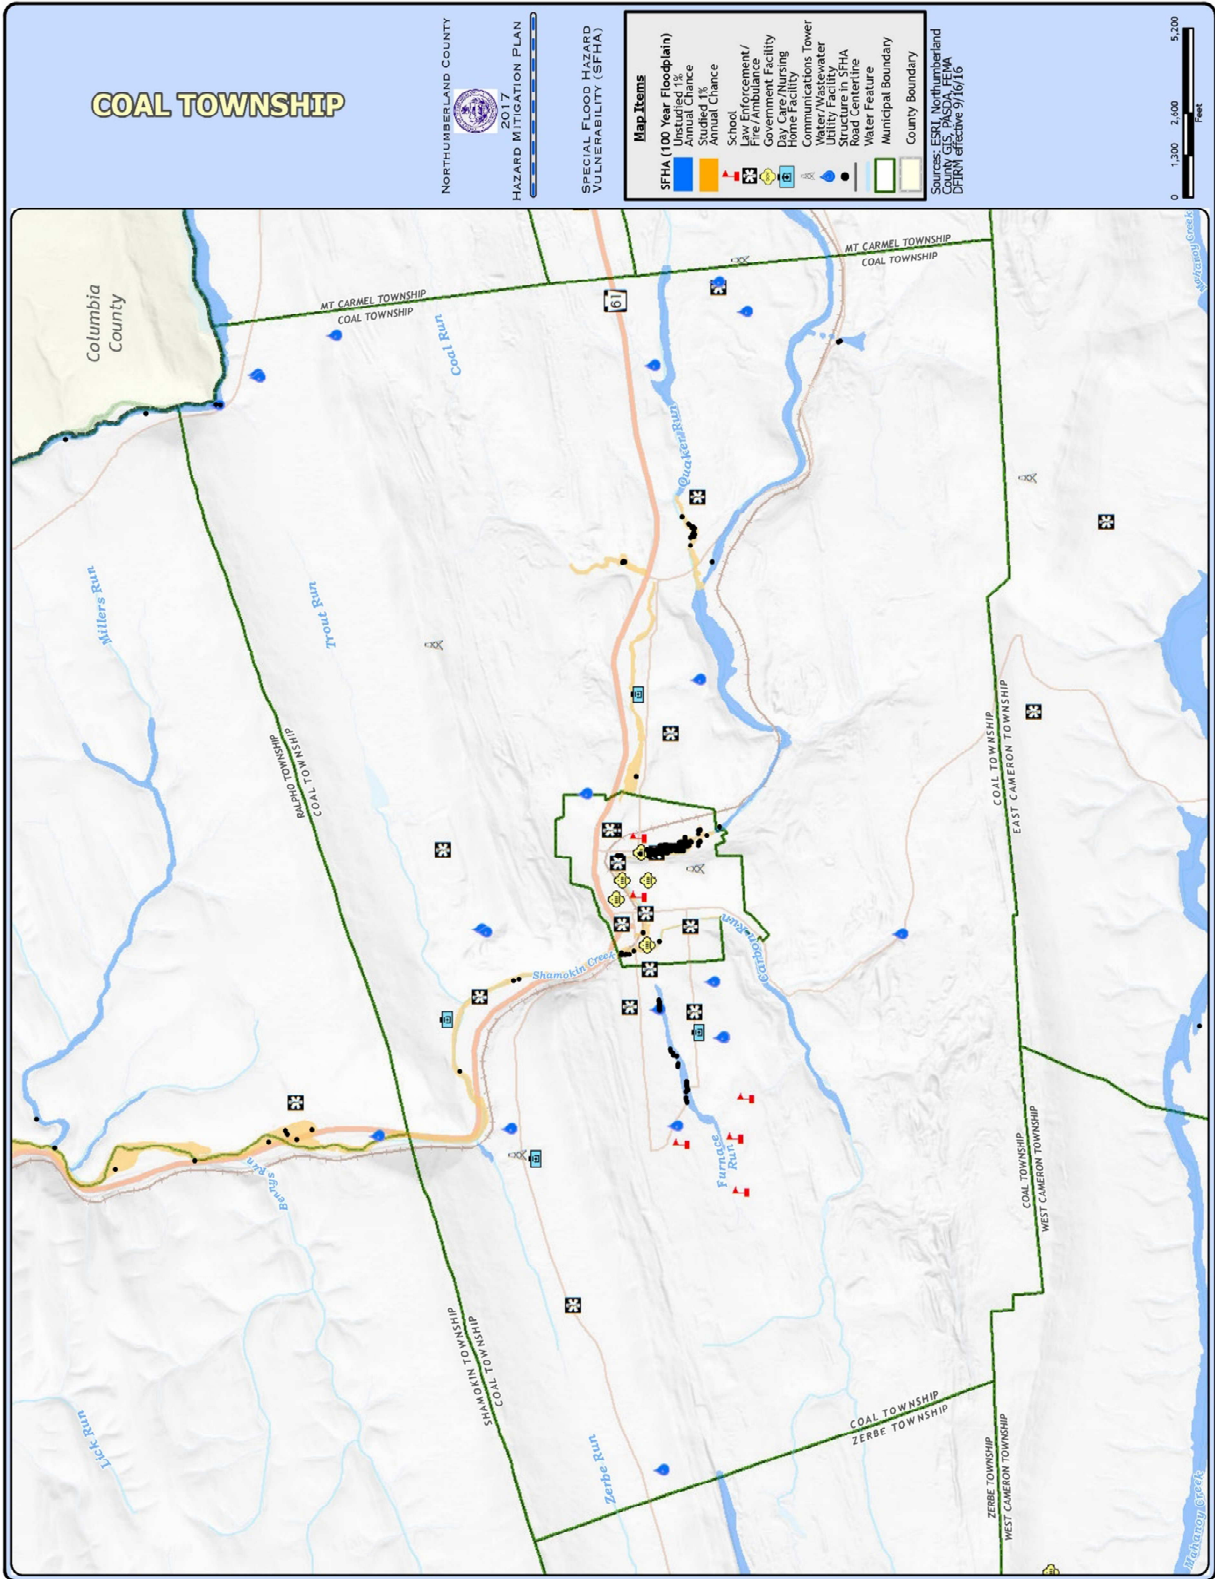 COAL TOWNSHIP
NORTHUMBERLAND COUNTY
2017
HAZARD MITIGATION PLAN
SPECIAL FLOOD HAZARD
VULNERABILITY (SFHA)
Map Items
SFHA (100 Year Floodplain)
Unstudied 1%
Annual Chance
Studied 1%
Annual Chance
School
Law Enforcement/
Fire/Ambulance
Government Facility
Day Care/Nursing
Home Facility
Communications Tower
Water/Wastewater
Utility Facility
Structure in SFHA
Road Centerline
Water Feature
Municipal Boundary
County Boundary
Sources: ESRI, Northumberland
County GIS, PASDA, FEMA
DFIRM effective 9/16/16
0 1,300 2,600 5,200
Feet
Columbia
County
MT CARMEL TOWNSHIP
COAL TOWNSHIP
Coal Run
61
MT CARMEL TOWNSHIP
COAL TOWNSHIP
Mahanoy Creek
Quaker Run
Millers Run
Trout Run
RALPHO TOWNSHIP
COAL TOWNSHIP
COAL TOWNSHIP
EAST CAMERON TOWNSHIP
Shamokin Creek
Carbon Run
Bennys Run
Furnace
Run
COAL TOWNSHIP
WEST CAMERON TOWNSHIP
SHAMOKIN TOWNSHIP
COAL TOWNSHIP
COAL TOWNSHIP
ZERBE TOWNSHIP
Lick Run
Zerbe Run
ZERBE TOWNSHIP
WEST CAMERON TOWNSHIP
Mahanoy Creek